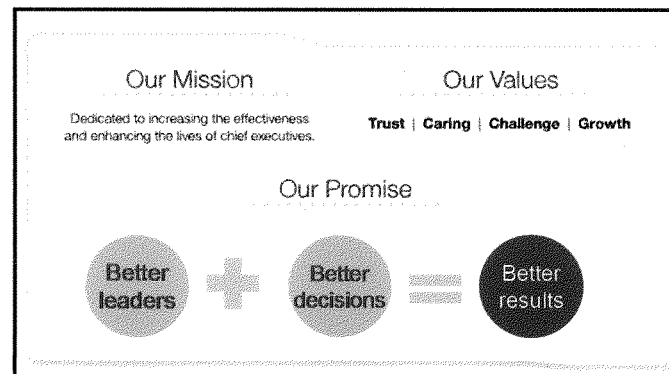 Our Mission
Dedicated to increasing the effectiveness
and enhancing the lives of chief executives.
Our Values
Trust | Caring | Challenge | Growth
Our Promise
Better
leaders
+
Better
decisions
=
Better
results